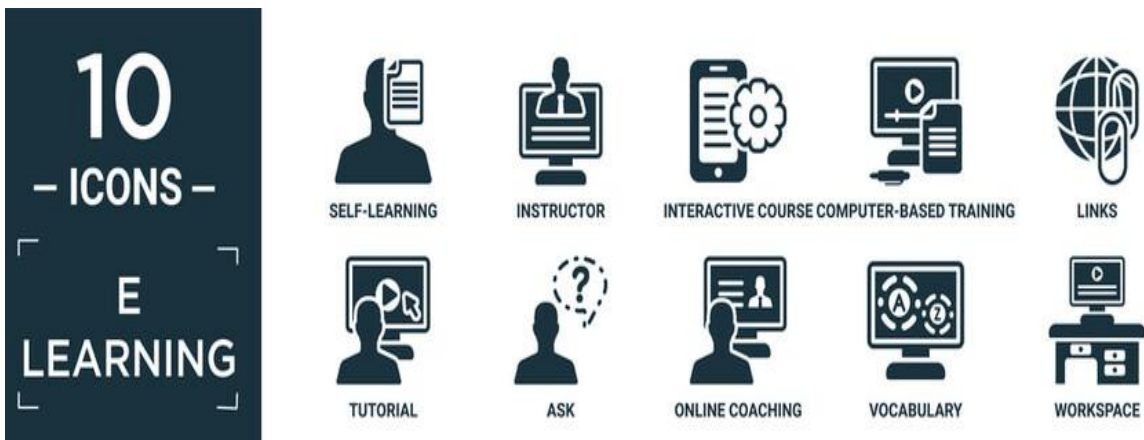 10
– ICONS –
E
LEARNING
SELF-LEARNING
INSTRUCTOR
INTERACTIVE COURSE
COMPUTER-BASED TRAINING
LINKS
?
A
Z
TUTORIAL
ASK
ONLINE COACHING
VOCABULARY
WORKSPACE